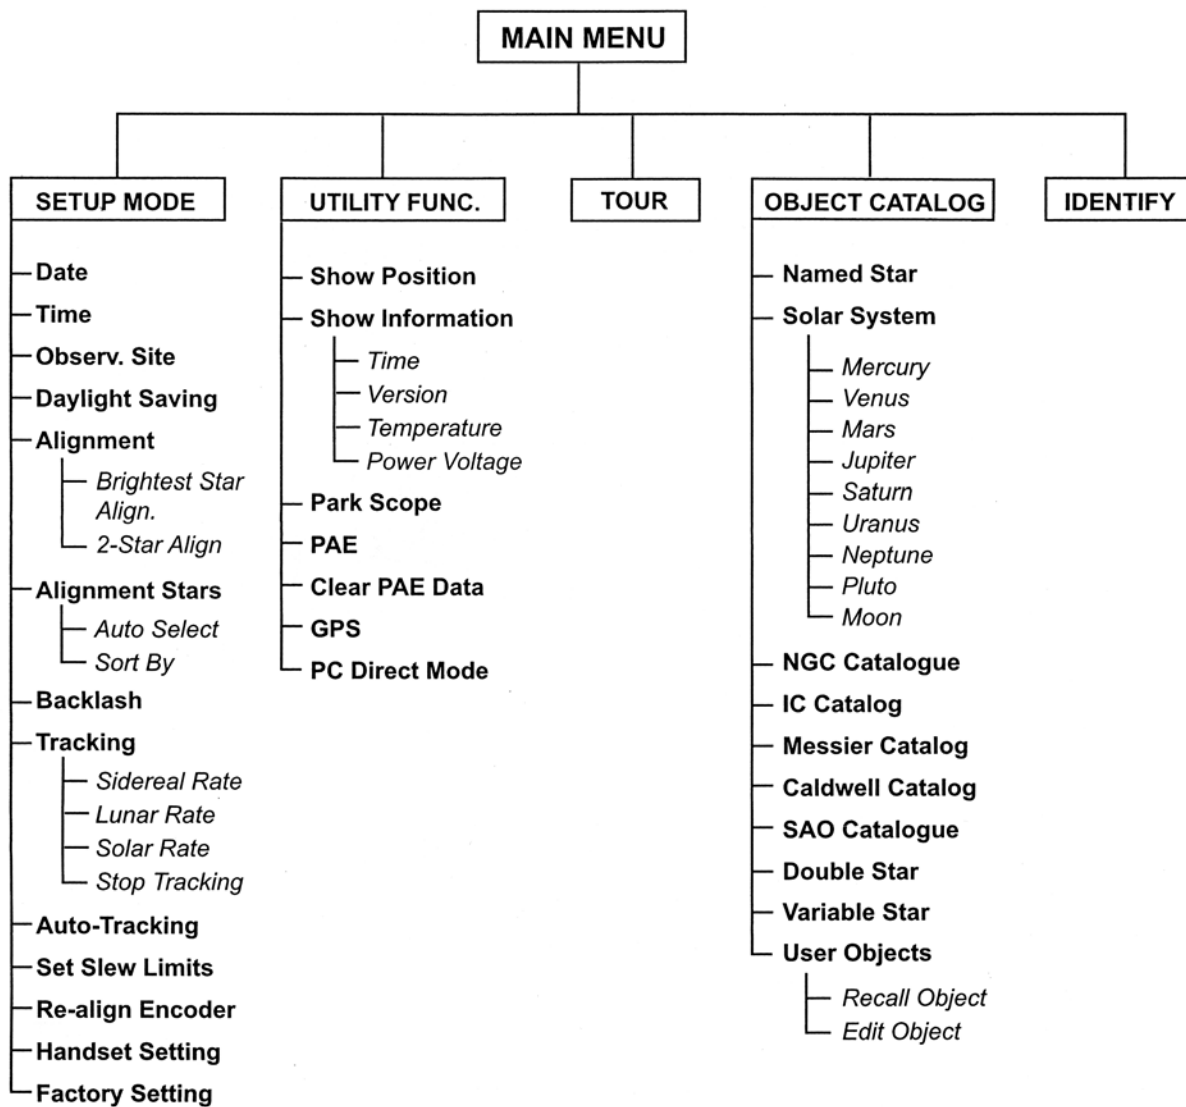 MAIN MENU
SETUP MODE
Date
Time
Observ. Site
Daylight Saving
Alignment
Brightest Star
Align.
2-Star Align
Alignment Stars
Auto Select
Sort By
Backlash
Tracking
Sidereal Rate
Lunar Rate
Solar Rate
Stop Tracking
Auto-Tracking
Set Slew Limits
Re-align Encoder
Handset Setting
Factory Setting
UTILITY FUNC.
Show Position
Show Information
Time
Version
Temperature
Power Voltage
Park Scope
PAE
Clear PAE Data
GPS
PC Direct Mode
TOUR
OBJECT CATALOG
Named Star
Solar System
Mercury
Venus
Mars
Jupiter
Saturn
Uranus
Neptune
Pluto
Moon
NGC Catalogue
IC Catalog
Messier Catalog
Caldwell Catalog
SAO Catalogue
Double Star
Variable Star
User Objects
Recall Object
Edit Object
IDENTIFY